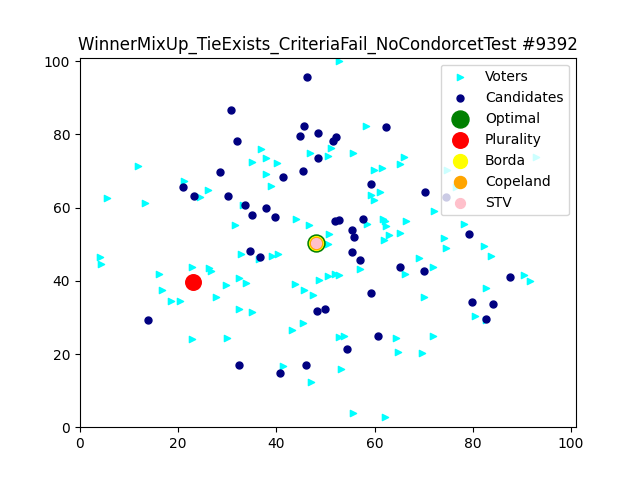 WinnerMixUp_TieExists_CriteriaFail_NoCondorcetTest #9392
100
80
60
40
20
0
0 20 40 60 80 100
Voters
Candidates
Optimal
Plurality
Borda
Copeland
STV